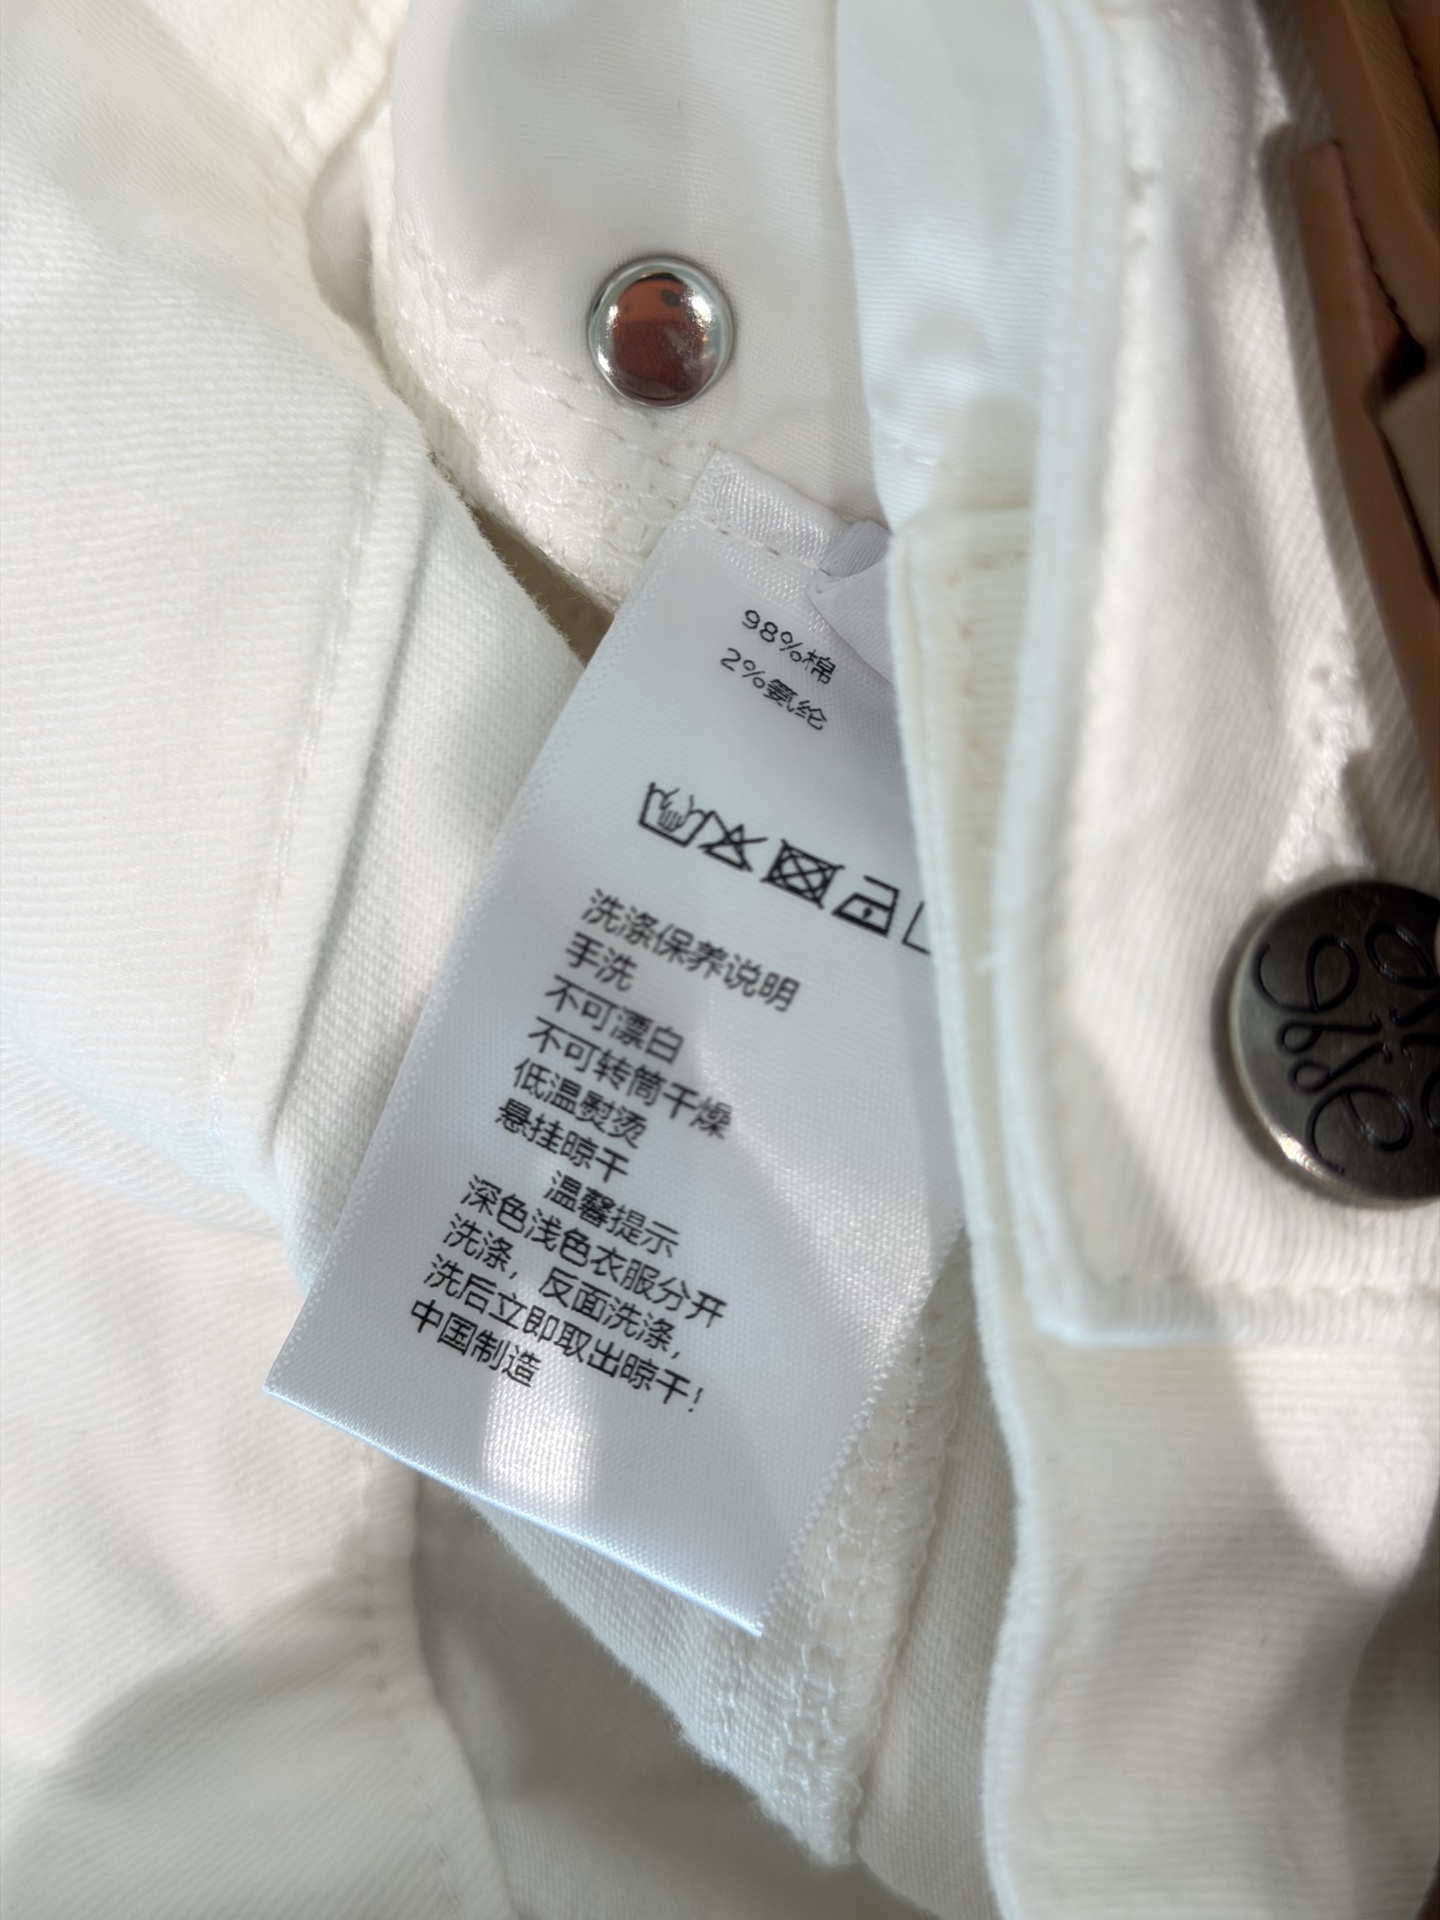 98%棉
2%氨纶
洗涤保养说明
手洗
不可漂白
不可转筒干燥
低温熨烫
悬挂晾干
温馨提示
深色浅色衣服分开
洗涤，反面洗涤，
洗后立即取出晾干！
中国制造